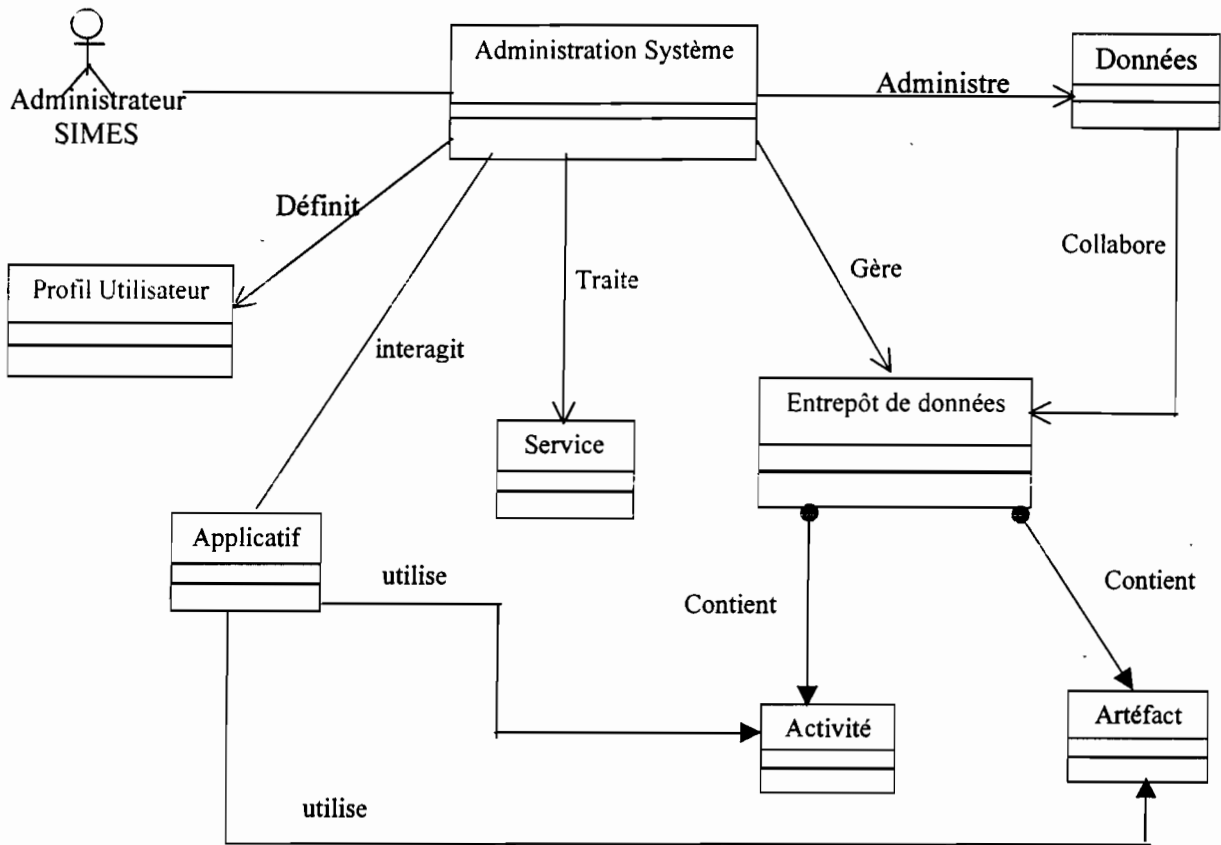 Administration Système
Données
Administre
Administrateur
SIMES
Définit
Collabore
Gère
Traite
Profil Utilisateur
interagit
Entrepôt de données
Service
Applicatif
utilise
Contient
Contient
Activité
Artéfact
utilise